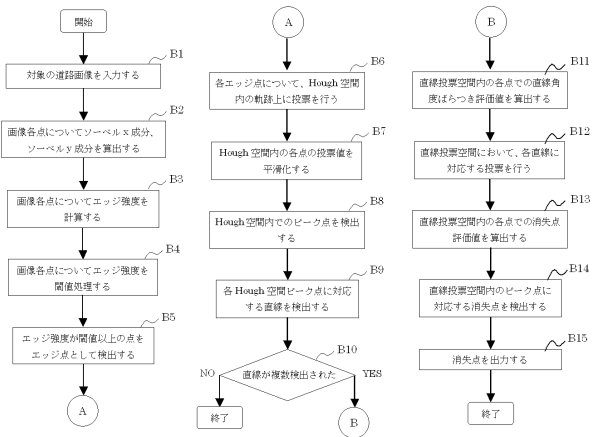 開始
B1
対象の道路画像を入力する
B2
画像各点についてソーベルx成分、
ソーベルy成分を算出する
B3
画像各点についてエッジ強度を
計算する
B4
画像各点についてエッジ強度を
閾値処理する
B5
エッジ強度が閾値以上の点を
エッジ点として検出する
A
A
B6
各エッジ点について、Hough空間
内の軌跡上に投票を行う
B7
Hough空間内の各点の投票値を
平滑化する
B8
Hough空間内でのピーク点を検出
する
B9
各Hough空間ピーク点に対応
する直線を検出する
B10
直線が複数検出された
NO
YES
終了
B
B
B11
直線投票空間内の各点での直線角
度ばらつき評価値を算出する
B12
直線投票空間において、各直線に
対応する投票を行う
B13
直線投票空間内の各点での消失点
評価値を算出する
B14
直線投票空間内のピーク点に
対応する消失点を検出する
B15
消失点を出力する
終了